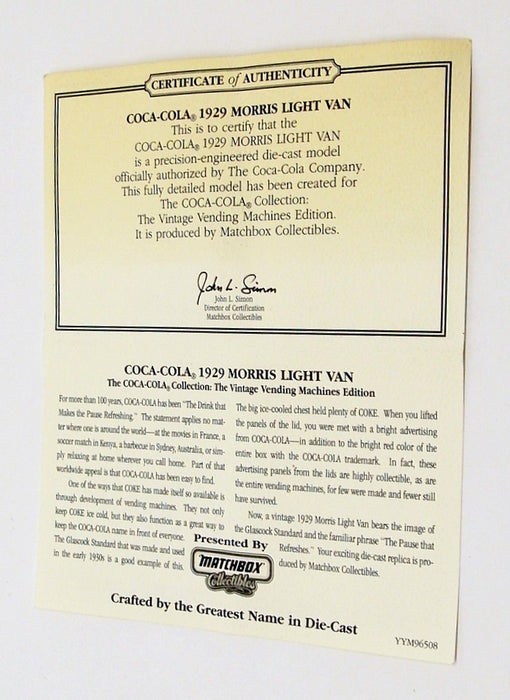 CERTIFICATE of AUTHENTICITY
COCA-COLA® 1929 MORRIS LIGHT VAN
This is to certify that the
COCA-COLA® 1929 MORRIS LIGHT VAN
is a precision-engineered die-cast model
officially authorized by The Coca-Cola Company.
This fully detailed model has been created for
The COCA-COLA® Collection:
The Vintage Vending Machines Edition.
It is produced by Matchbox Collectibles.
John L. Simon
John L. Simon
Director of Certification
Matchbox Collectibles
COCA-COLA® 1929 MORRIS LIGHT VAN
The COCA-COLA® Collection: The Vintage Vending Machines Edition
For more than 100 years, COCA-COLA has been "The Drink that
Makes the Pause Refreshing." The statement applies no mat-
ter where one is around the world—at the movies in France, a
soccer match in Kenya, a barbecue in Sydney, Australia, or sim-
ply relaxing at home wherever you call home. Part of that
worldwide appeal is that COCA-COLA has been easy to find.
One of the ways that COKE has made itself so available is
through development of vending machines. They not only
keep COKE ice cold, but they also function as a great way to
keep the COCA-COLA name in front of everyone.
The Glascock Standard that was made and used
in the early 1930s is a good example of this.
The big ice-cooled chest held plenty of COKE. When you lifted
the panels of the lid, you were met with a bright advertising
from COCA-COLA—in addition to the bright red color of the
entire box with the COCA-COLA trademark. In fact, these
advertising panels from the lids are highly collectible, as are
the entire vending machines, for few were made and fewer still
have survived.
Now, a vintage 1929 Morris Light Van bears the image of
the Glascock Standard and the familiar phrase "The Pause that
Refreshes." Your exciting die-cast replica is pro-
duced by Matchbox Collectibles.
Presented By
MATCHBOX
Collectibles
Crafted by the Greatest Name in Die-Cast
YYM96508